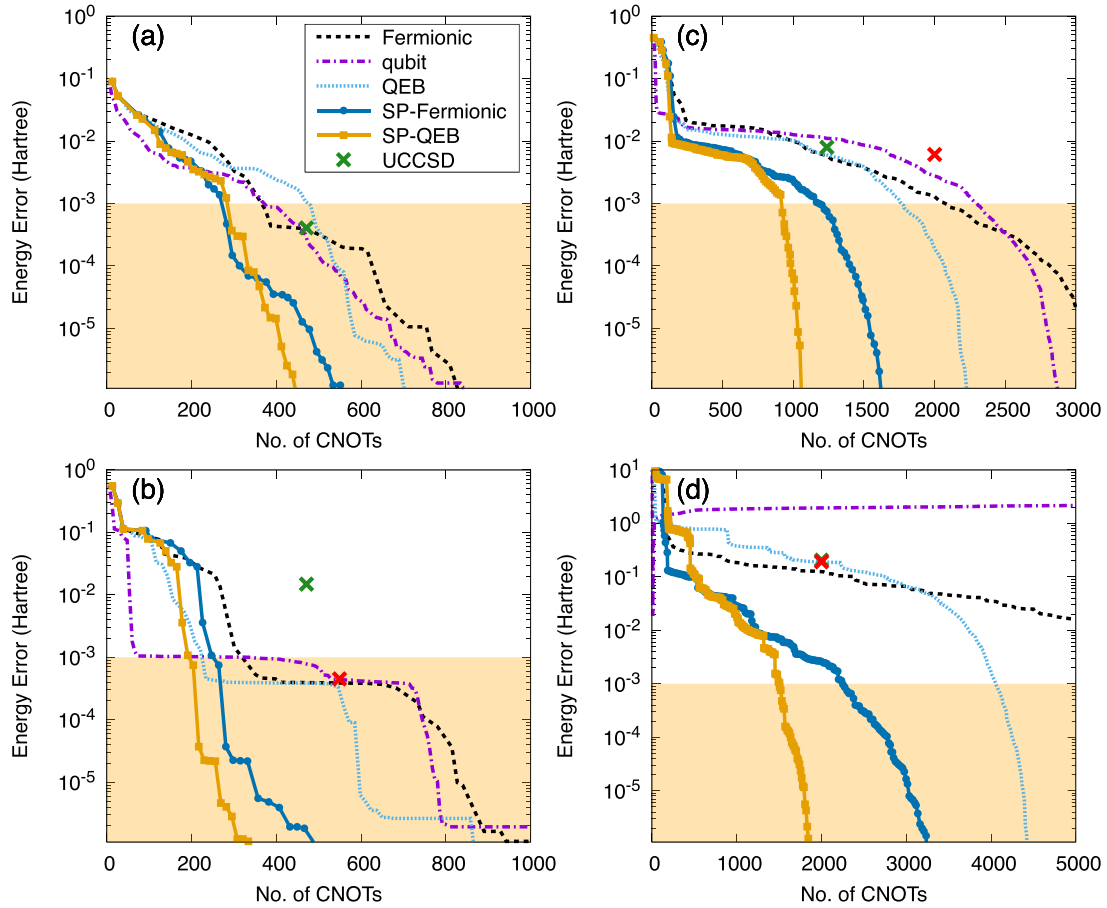 (a)
Energy Error (Hartree)
10^0
10^-1
10^-2
10^-3
10^-4
10^-5
Fermionic
qubit
QEB
SP-Fermionic
SP-QEB
UCCSD
0 200 400 600 800 1000
No. of CNOTs
(c)
Energy Error (Hartree)
10^0
10^-1
10^-2
10^-3
10^-4
10^-5
0 500 1000 1500 2000 2500 3000
No. of CNOTs
(b)
Energy Error (Hartree)
10^0
10^-1
10^-2
10^-3
10^-4
10^-5
0 200 400 600 800 1000
No. of CNOTs
(d)
Energy Error (Hartree)
10^1
10^0
10^-1
10^-2
10^-3
10^-4
10^-5
0 1000 2000 3000 4000 5000
No. of CNOTs